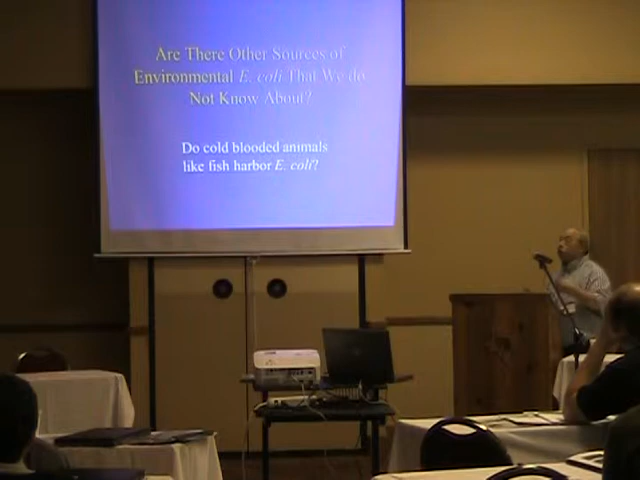 Are There Other Sources of
Environmental E. coli That We do
Not Know About?
Do cold blooded animals
like fish harbor E. coli?